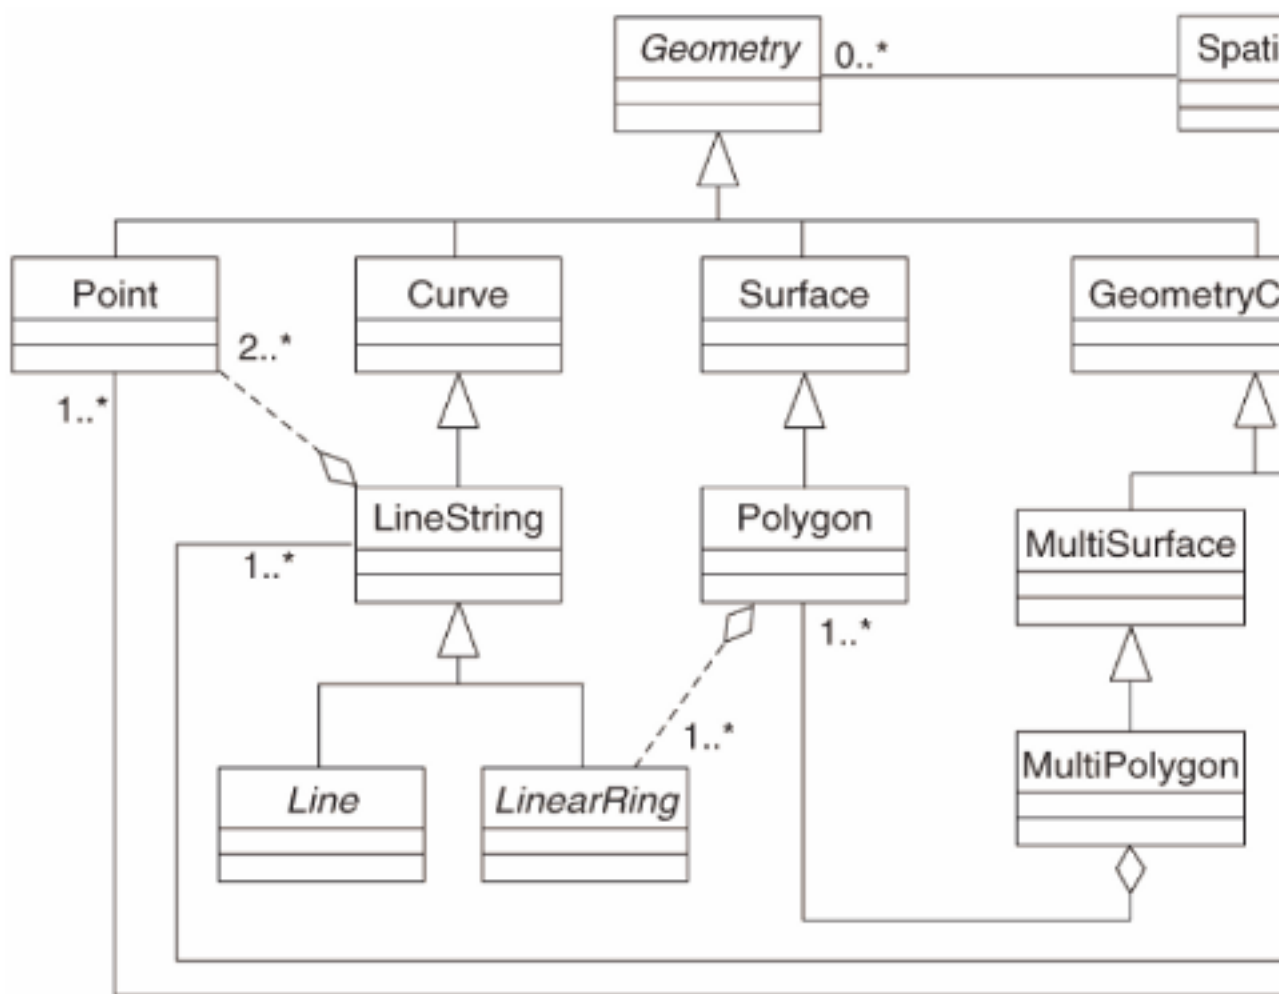 Geometry
0..*
Spati
Point
Curve
Surface
GeometryC
2..*
1..*
LineString
Polygon
MultiSurface
1..*
1..*
1..*
MultiPolygon
Line
LinearRing